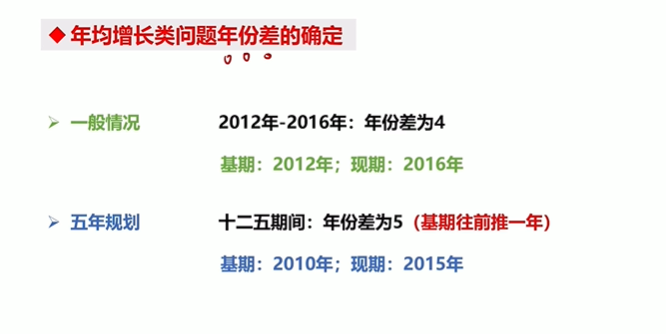 ◆ 年均增长类问题年份差的确定
➢ 一般情况 2012年-2016年：年份差为4
基期：2012年；现期：2016年
➢ 五年规划 十二五期间：年份差为5（基期往前推一年）
基期：2010年；现期：2015年